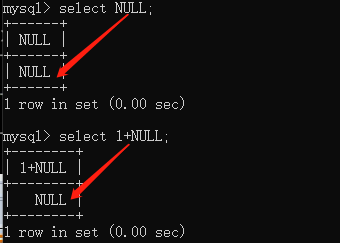 mysql> select NULL;
+------+
| NULL |
+------+
| NULL |
+------+
1 row in set (0.00 sec)
mysql> select 1+NULL;
+--------+
| 1+NULL |
+--------+
|   NULL |
+--------+
1 row in set (0.00 sec)